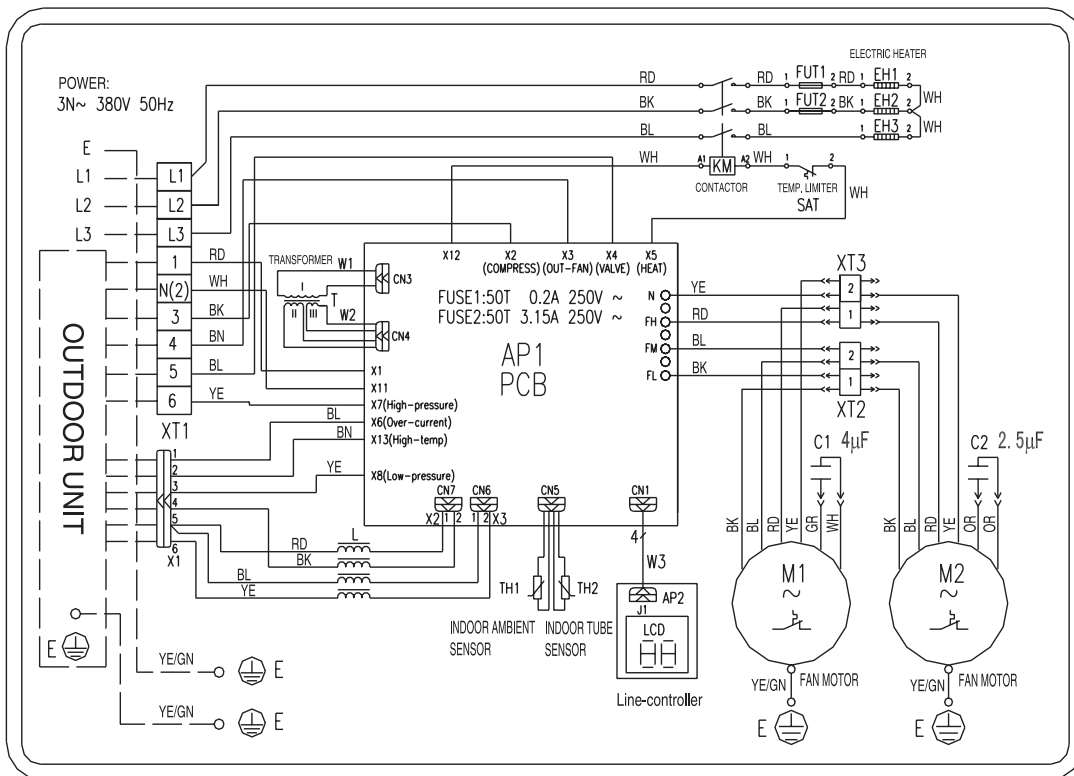 ELECTRIC HEATER
POWER:
3N~ 380V 50Hz
RD RD 1 FUT1 2 RD 1 EH1 2
WH
BK BK 1 FUT2 2 BK 1 EH2 2
WH
BL BL 1 EH3 2
E
L1 L1
L2 L2
L3 L3
WH A1 KM A2 WH 1 2
CONTACTOR TEMP, LIMITER
SAT
WH
1 RD
N(2) WH
3 BK
4 BN
5 BL
6 YE
XT1
TRANSFORMER W1
CN3
I
T
II III
W2
CN4
X12 X2 X3 X4 X5
(COMPRESS) (OUT-FAN) (VALVE) (HEAT)
FUSE1:50T 0.2A 250V ~
FUSE2:50T 3.15A 250V ~
AP1
PCB
N YE
FH RD
FM BL
FL BK
XT3
2
1
2
1
XT2
X1
X11
X7(High-pressure)
BL X6(Over-current)
BN X13(High-temp)
YE X8(Low-pressure)
OUTDOOR UNIT
1
2
3
4
5
6
X1
CN7 CN6 CN5 CN1
X2 1 2 1 2 X3
4
W3
L
RD
BK
BL
YE
TH1 TH2
INDOOR AMBIENT SENSOR
INDOOR TUBE SENSOR
AP2
J1
LCD
Line-controller
C1 4μF
C2 2.5μF
BK BL RD YE GR WH
BK BL RD YE OR OR
M1
~
M2
~
YE/GN FAN MOTOR
YE/GN FAN MOTOR
E
E
E
YE/GN E
YE/GN E